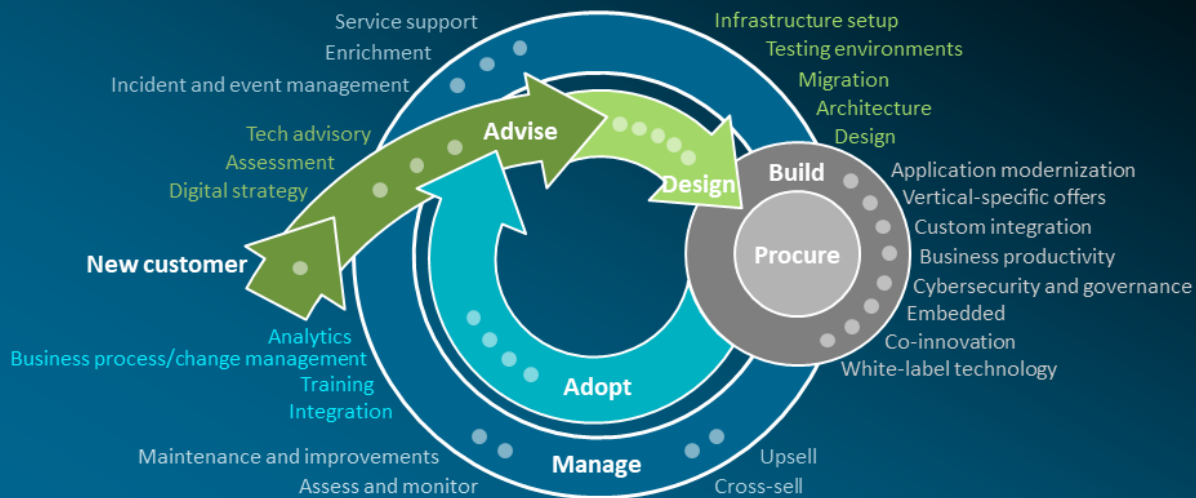 Service support
Enrichment
Incident and event management
Infrastructure setup
Testing environments
Migration
Architecture
Design
Tech advisory
Assessment
Digital strategy
Advise
Design
Build
Procure
Application modernization
Vertical-specific offers
Custom integration
Business productivity
Cybersecurity and governance
Embedded
Co-innovation
White-label technology
New customer
Analytics
Business process/change management
Training
Integration
Adopt
Maintenance and improvements
Assess and monitor
Manage
Upsell
Cross-sell